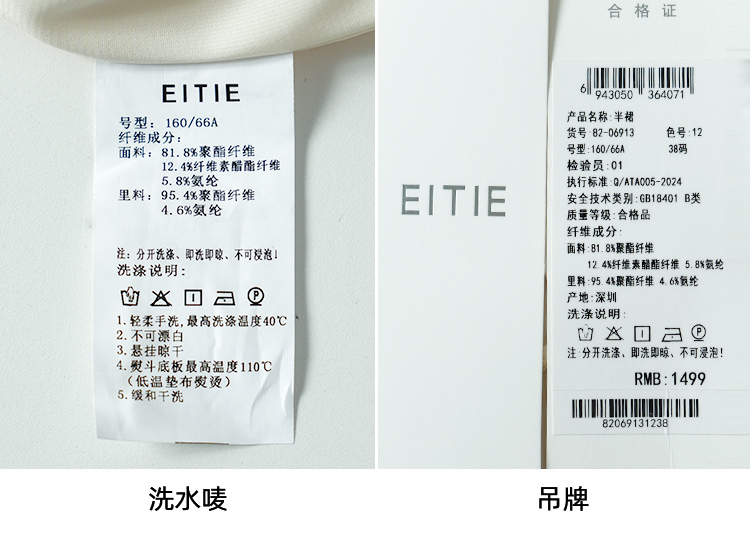 EITIE
号型: 160/66A
纤维成分:
面料: 81.8%聚酯纤维
12.4%纤维素醋酯纤维
5.8%氨纶
里料: 95.4%聚酯纤维
4.6%氨纶
注: 分开洗涤、即洗即晾、不可浸泡!
洗涤说明:
1.轻柔手洗,最高洗涤温度40℃
2.不可漂白
3.悬挂晾干
4.熨斗底板最高温度110℃
(低温垫布熨烫)
5.缓和干洗
洗水唛
EITIE
合格证
6 943050 364071
产品名称:半裙
货号:82-06913 色号:12
号型:160/66A 38码
检验员:01
执行标准:Q/ATA005-2024
安全技术类别:GB18401 B类
质量等级:合格品
纤维成分:
面料:81.8%聚酯纤维
12.4%纤维素醋酯纤维 5.8%氨纶
里料:95.4%聚酯纤维 4.6%氨纶
产地:深圳
洗涤说明:
注 分开洗涤、即洗即晾、不可浸泡!
RMB:1499
82069131238
吊牌